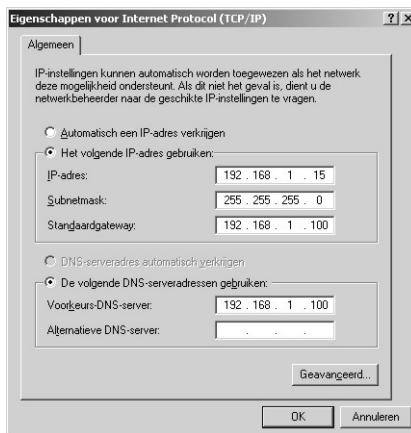 Eigenschappen voor Internet Protocol (TCP/IP)
Algemeen
IP-instellingen kunnen automatisch worden toegewezen als het netwerk
deze mogelijkheid ondersteunt. Als dit niet het geval is, dient u de
netwerkbeheerder naar de geschikte IP-instellingen te vragen.
Automatisch een IP-adres verkrijgen
Het volgende IP-adres gebruiken:
IP-adres: 192 . 168 . 1 . 15
Subnetmask: 255 . 255 . 255 . 0
Standaardgateway: 192 . 168 . 1 . 100
DNS-serveradres automatisch verkrijgen
De volgende DNS-serveradressen gebruiken:
Voorkeurs-DNS-server: 192 . 168 . 1 . 100
Alternatieve DNS-server: . . .
Geavanceerd...
OK Annuleren